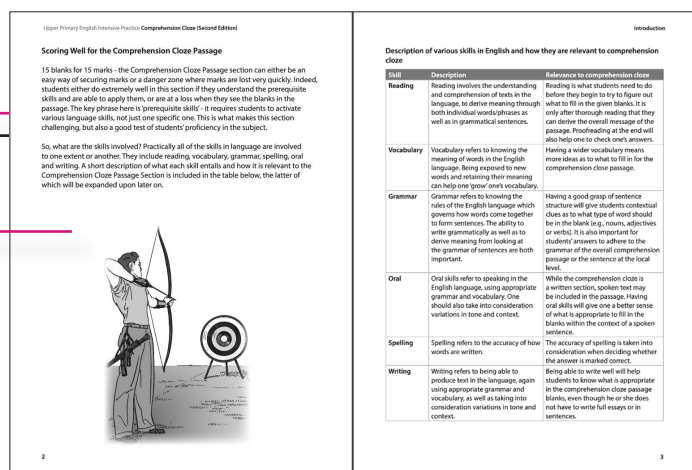 Upper Primary English Intensive Practice Comprehension Cloze (Second Edition)
Scoring Well for the Comprehension Cloze Passage
15 blanks for 15 marks - the Comprehension Cloze Passage section can either be an
easy way of securing marks or a danger zone where marks are lost very quickly. Indeed,
students either do extremely well in this section if they understand the prerequisite
skills and are able to apply them, or are at a loss when they see the blanks in the
passage. The key phrase here is 'prerequisite skills' - it requires students to activate
various language skills, not just one specific one. This is what makes this section
challenging, but also a good test of students' proficiency in the subject.
So, what are the skills involved? Practically all of the skills in language are involved
to one extent or another. They include reading, vocabulary, grammar, spelling, oral
and writing. A short description of what each skill entails and how it is relevant to the
Comprehension Cloze Passage Section is included in the table below, the latter of
which will be expanded upon later on.
2
Introduction
Description of various skills in English and how they are relevant to comprehension
cloze
Skill Description Relevance to comprehension cloze
Reading Reading involves the understanding Reading is what students need to do
and comprehension of texts in the before they begin to try to figure out
language, to derive meaning through what to fill in the given blanks. It is
both individual words/phrases as only after thorough reading that they
well as in grammatical sentences. can derive the overall message of the
passage. Proofreading at the end will
also help one to check one's answers.
Vocabulary Vocabulary refers to knowing the Having a wider vocabulary means
meaning of words in the English more ideas as to what to fill in for the
language. Being exposed to new comprehension close passage.
words and retaining their meaning
can help one 'grow' one's vocabulary.
Grammar Grammar refers to knowing the Having a good grasp of sentence
rules of the English language which structure will give students contextual
governs how words come together clues as to what type of word should
to form sentences. The ability to be in the blank (e.g., nouns, adjectives
write grammatically as well as to or verbs). It is also important for
derive meaning from looking at students' answers to adhere to the
the grammar of sentences are both grammar of the overall comprehension
important. passage or the sentence at the local
level.
Oral Oral skills refer to speaking in the While the comprehension cloze is
English language, using appropriate a written section, spoken text may
grammar and vocabulary. One be included in the passage. Having
should also take into consideration oral skills will give one a better sense
variations in tone and context. of what is appropriate to fill in the
blanks within the context of a spoken
sentence.
Spelling Spelling refers to the accuracy of how The accuracy of spelling is taken into
words are written. consideration when deciding whether
the answer is marked correct.
Writing Writing refers to being able to Being able to write well will help
produce text in the language, again students to know what is appropriate
using appropriate grammar and in the comprehension cloze passage
vocabulary, as well as taking into blanks, even though he or she does
consideration variations in tone and not have to write full essays or in
context. sentences.
3